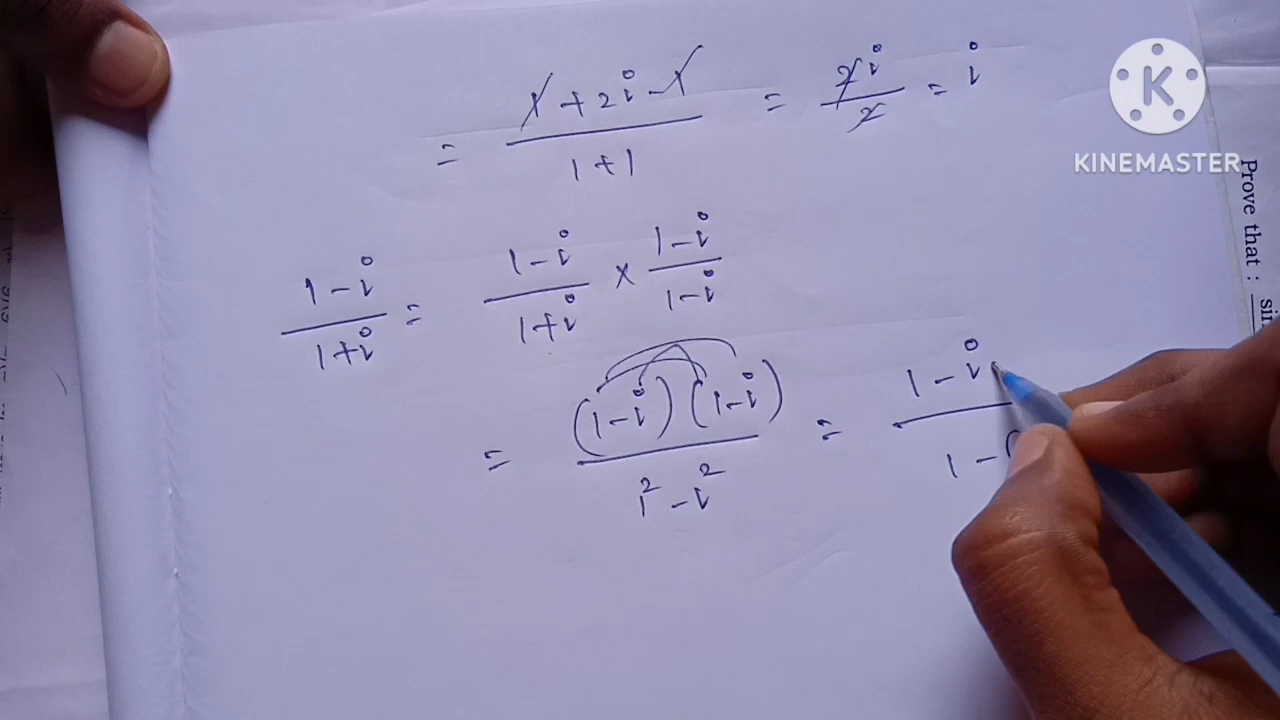 = (1 + 2i - 1)/(1 + 1) = 2i/2 = i
KINEMASTER
Prove that :
(1 - i)/(1 + i) = (1 - i)/(1 + i) × (1 - i)/(1 - i)
= ((1 - i)(1 - i))/(1² - i²) = (1 - i)/(1 - (